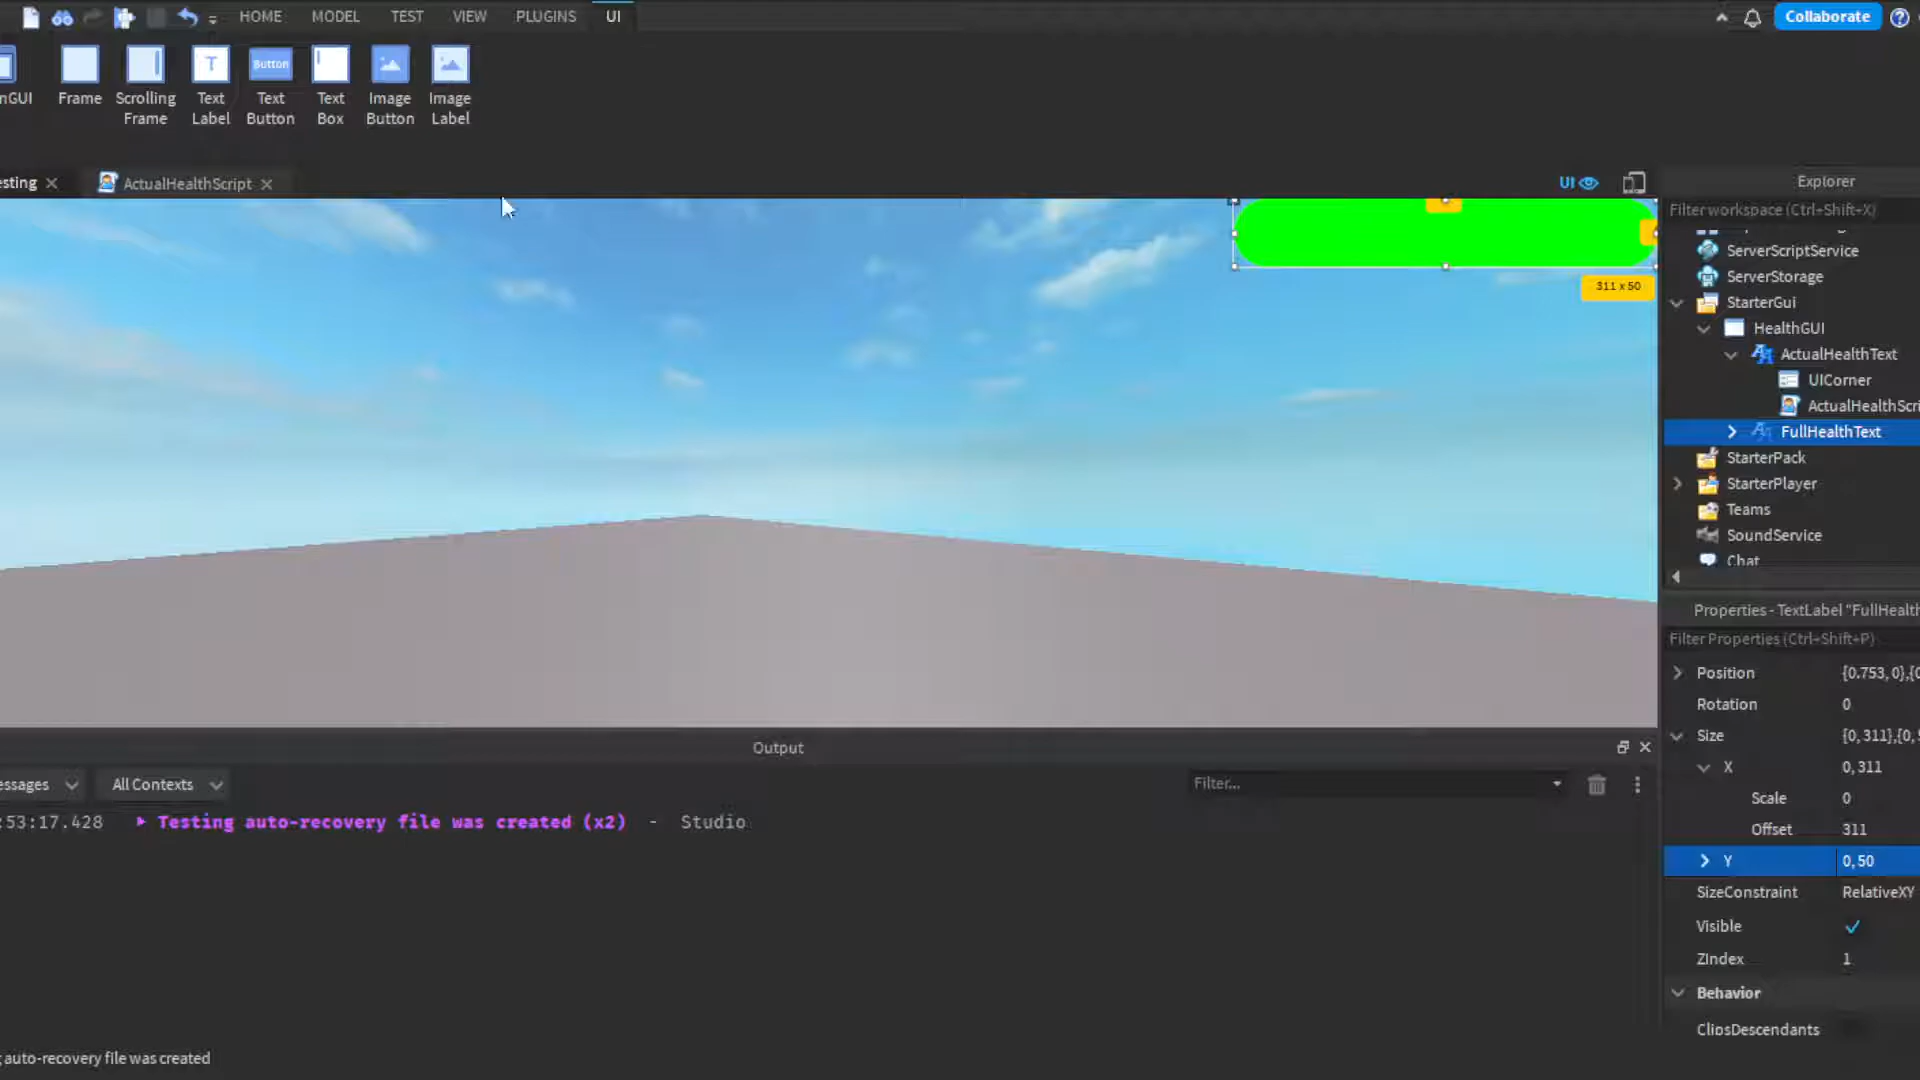 HOME MODEL TEST VIEW PLUGINS UI
Collaborate
nGUI
Frame
Scrolling Frame
T
Text Label
Button
Text Button
Text Box
Image Button
Image Label
esting
ActualHealthScript
UI
311 x 50
Explorer
Filter workspace (Ctrl+Shift+X)
ServerScriptService
ServerStorage
StarterGui
HealthGUI
ActualHealthText
UICorner
ActualHealthScri
FullHealthText
StarterPack
StarterPlayer
Teams
SoundService
Chat
Properties - TextLabel "FullHealth
Filter Properties (Ctrl+Shift+P)
Position {0.753, 0},{0
Rotation 0
Size {0, 311},{0,
X 0, 311
Scale 0
Offset 311
Y 0, 50
SizeConstraint RelativeXY
Visible
ZIndex 1
Behavior
ClipsDescendants
Output
essages
All Contexts
Filter...
:53:17.428 Testing auto-recovery file was created (x2) - Studio
auto-recovery file was created